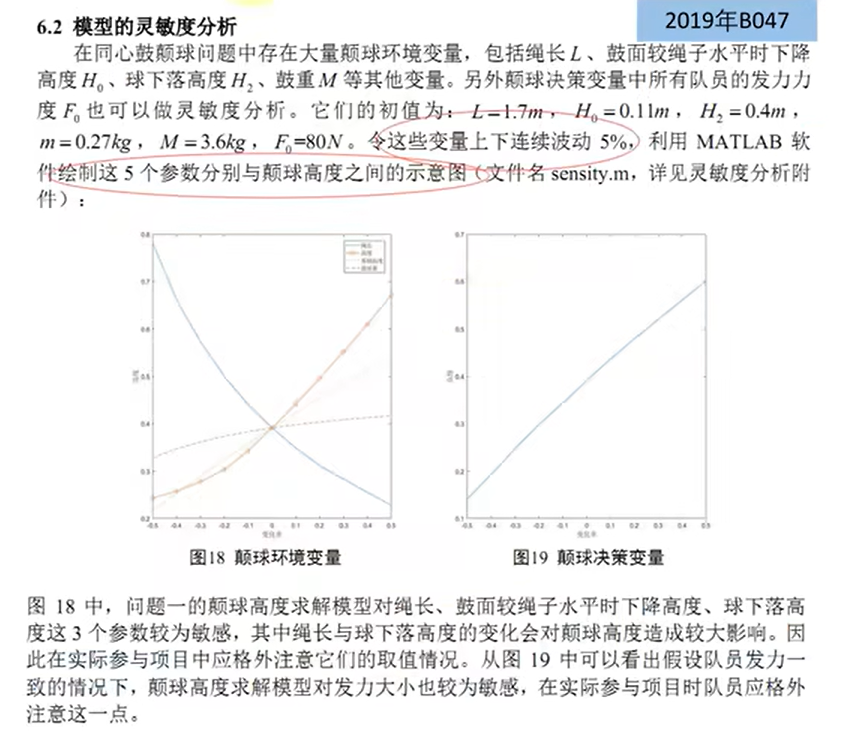 2019年B047
6.2 模型的灵敏度分析
在同心鼓颠球问题中存在大量颠球环境变量，包括绳长 L、鼓面较绳子水平时下降
高度 H₀、球下落高度 H₂、鼓重 M 等其他变量。另外颠球决策变量中所有队员的发力力
度 F₀ 也可以做灵敏度分析。它们的初值为：L=1.7m，H₀=0.11m，H₂=0.4m，
m=0.27kg，M=3.6kg，F₀=80N。令这些变量上下连续波动 5%，利用 MATLAB 软
件绘制这 5 个参数分别与颠球高度之间的示意图（文件名 sensity.m，详见灵敏度分析附
件）：
0.8
0.7
0.6
0.5
0.4
0.3
0.2
-0.5 -0.4 -0.3 -0.2 -0.1 0 0.1 0.2 0.3 0.4 0.5
变化率
图18 颠球环境变量
0.7
0.6
0.5
0.4
0.3
0.2
0.1
-0.5 -0.4 -0.3 -0.2 -0.1 0 0.1 0.2 0.3 0.4 0.5
变化率
图19 颠球决策变量
图 18 中，问题一的颠球高度求解模型对绳长、鼓面较绳子水平时下降高度、球下落高
度这 3 个参数较为敏感，其中绳长与球下落高度的变化会对颠球高度造成较大影响。因
此在实际参与项目中应格外注意它们的取值情况。从图 19 中可以看出假设队员发力一
致的情况下，颠球高度求解模型对发力大小也较为敏感，在实际参与项目时队员应格外
注意这一点。